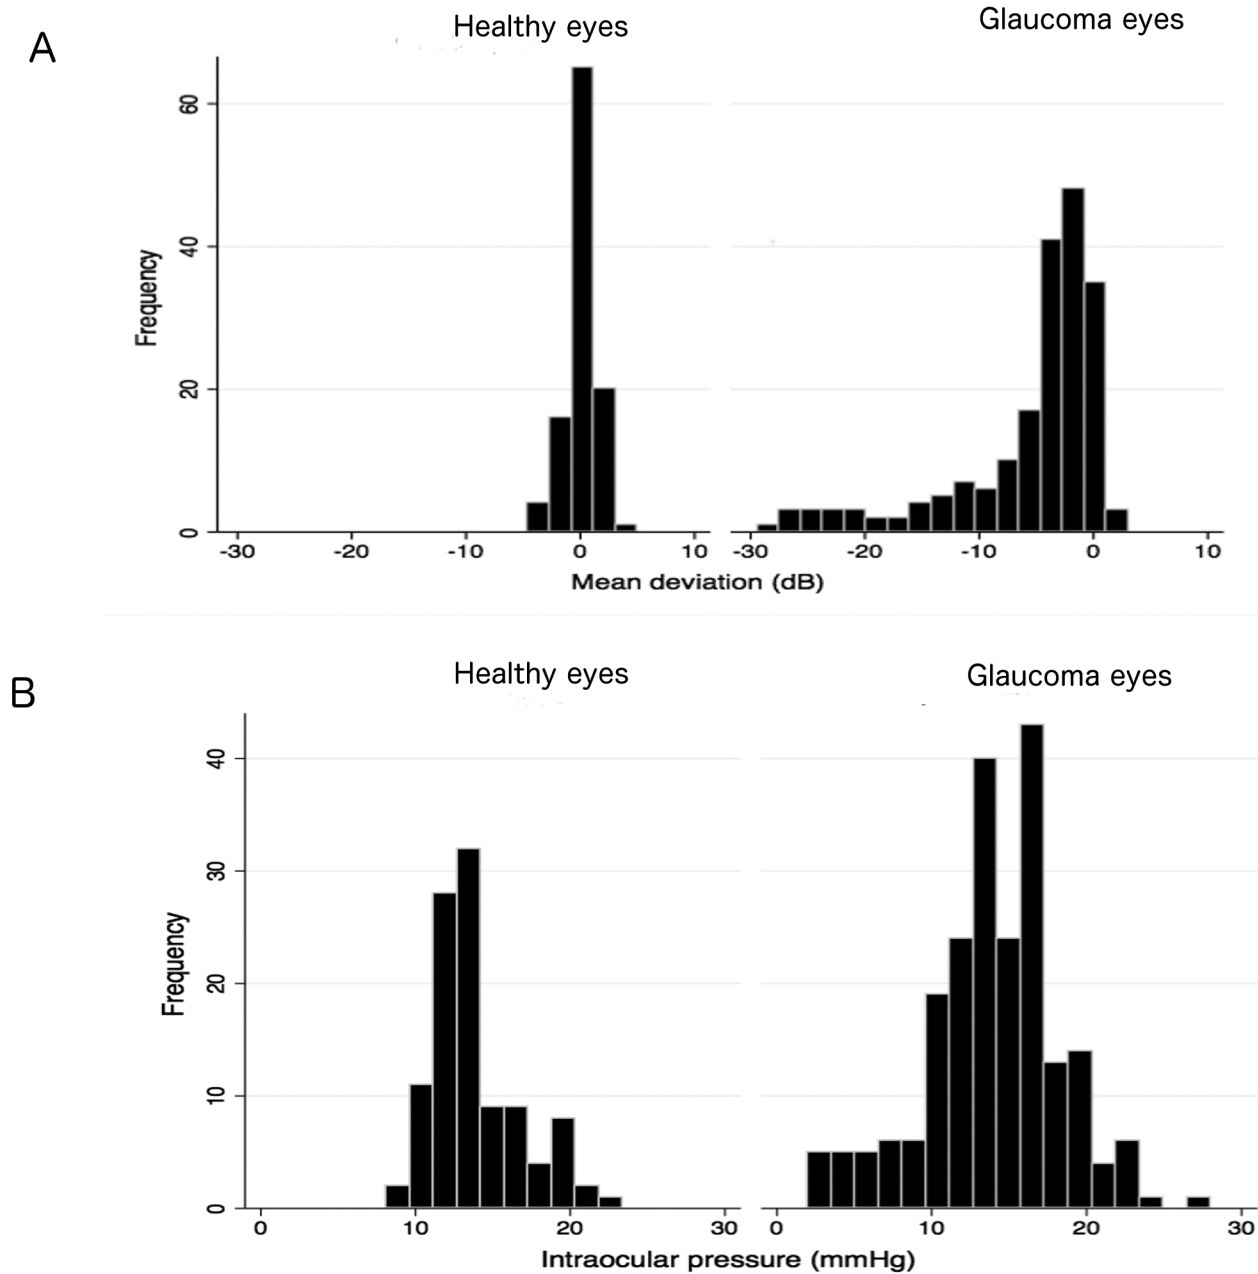 A
Healthy eyes
Glaucoma eyes
60
40
20
0
Frequency
-30 -20 -10 0 10
-30 -20 -10 0 10
Mean deviation (dB)
B
Healthy eyes
Glaucoma eyes
40
30
20
10
0
Frequency
0 10 20 30
0 10 20 30
Intraocular pressure (mmHg)